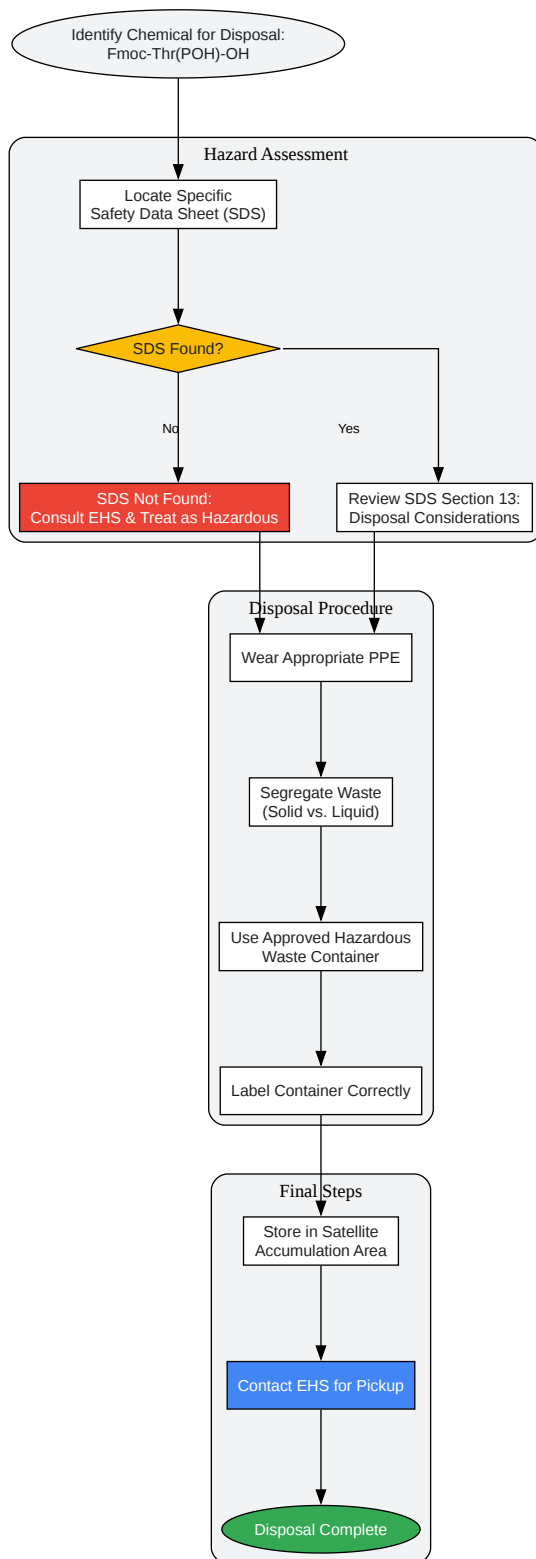 Identify Chemical for Disposal:
Fmoc-Thr(POH)-OH
Hazard Assessment
Locate Specific
Safety Data Sheet (SDS)
SDS Found?
No
Yes
SDS Not Found:
Consult EHS & Treat as Hazardous
Review SDS Section 13:
Disposal Considerations
Disposal Procedure
Wear Appropriate PPE
Segregate Waste
(Solid vs. Liquid)
Use Approved Hazardous
Waste Container
Label Container Correctly
Final Steps
Store in Satellite
Accumulation Area
Contact EHS for Pickup
Disposal Complete